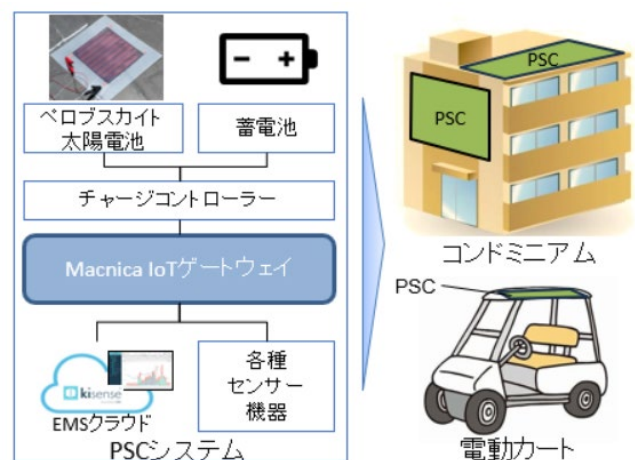 ペロブスカイト
太陽電池
蓄電池
チャージコントローラー
Macnica IoTゲートウェイ
kisense
EMSクラウド
各種
センサー
機器
PSCシステム
PSC
PSC
コンドミニアム
PSC
電動カート